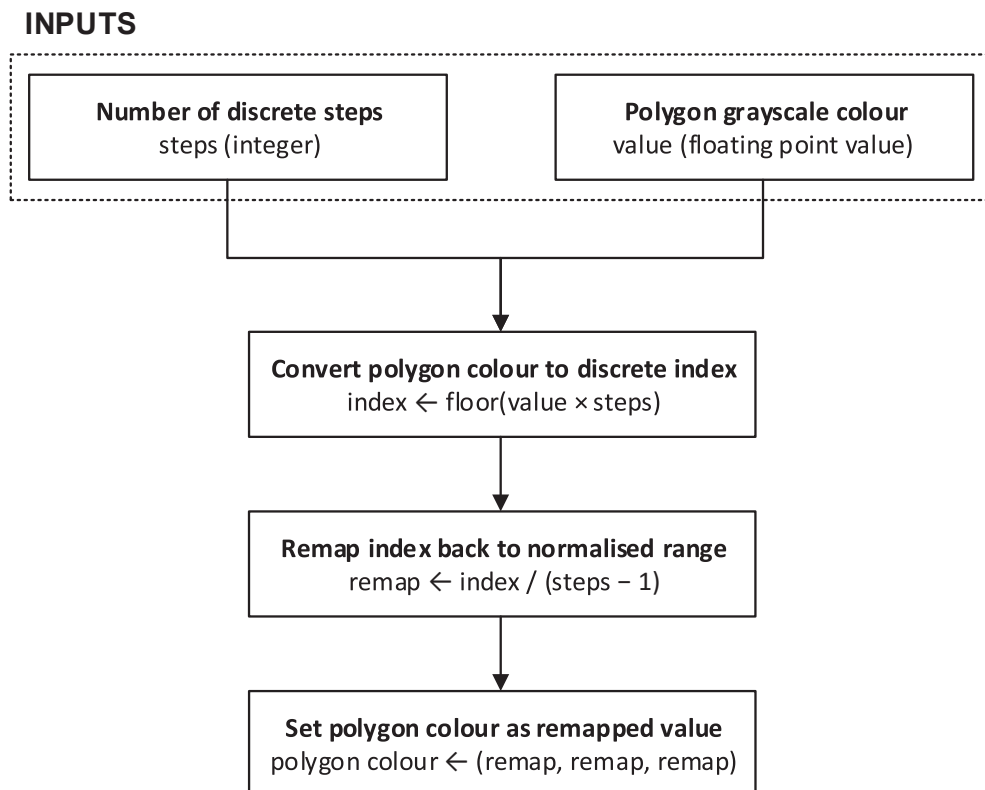 INPUTS
Number of discrete steps
steps (integer)
Polygon grayscale colour
value (floating point value)
Convert polygon colour to discrete index
index ← floor(value × steps)
Remap index back to normalised range
remap ← index / (steps − 1)
Set polygon colour as remapped value
polygon colour ← (remap, remap, remap)